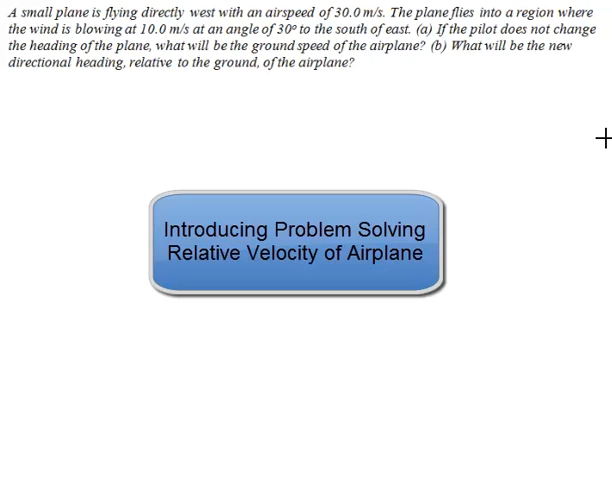 A small plane is flying directly west with an airspeed of 30.0 m/s. The plane flies into a region where
the wind is blowing at 10.0 m/s at an angle of 30º to the south of east. (a) If the pilot does not change
the heading of the plane, what will be the ground speed of the airplane? (b) What will be the new
directional heading, relative to the ground, of the airplane?
Introducing Problem Solving
Relative Velocity of Airplane